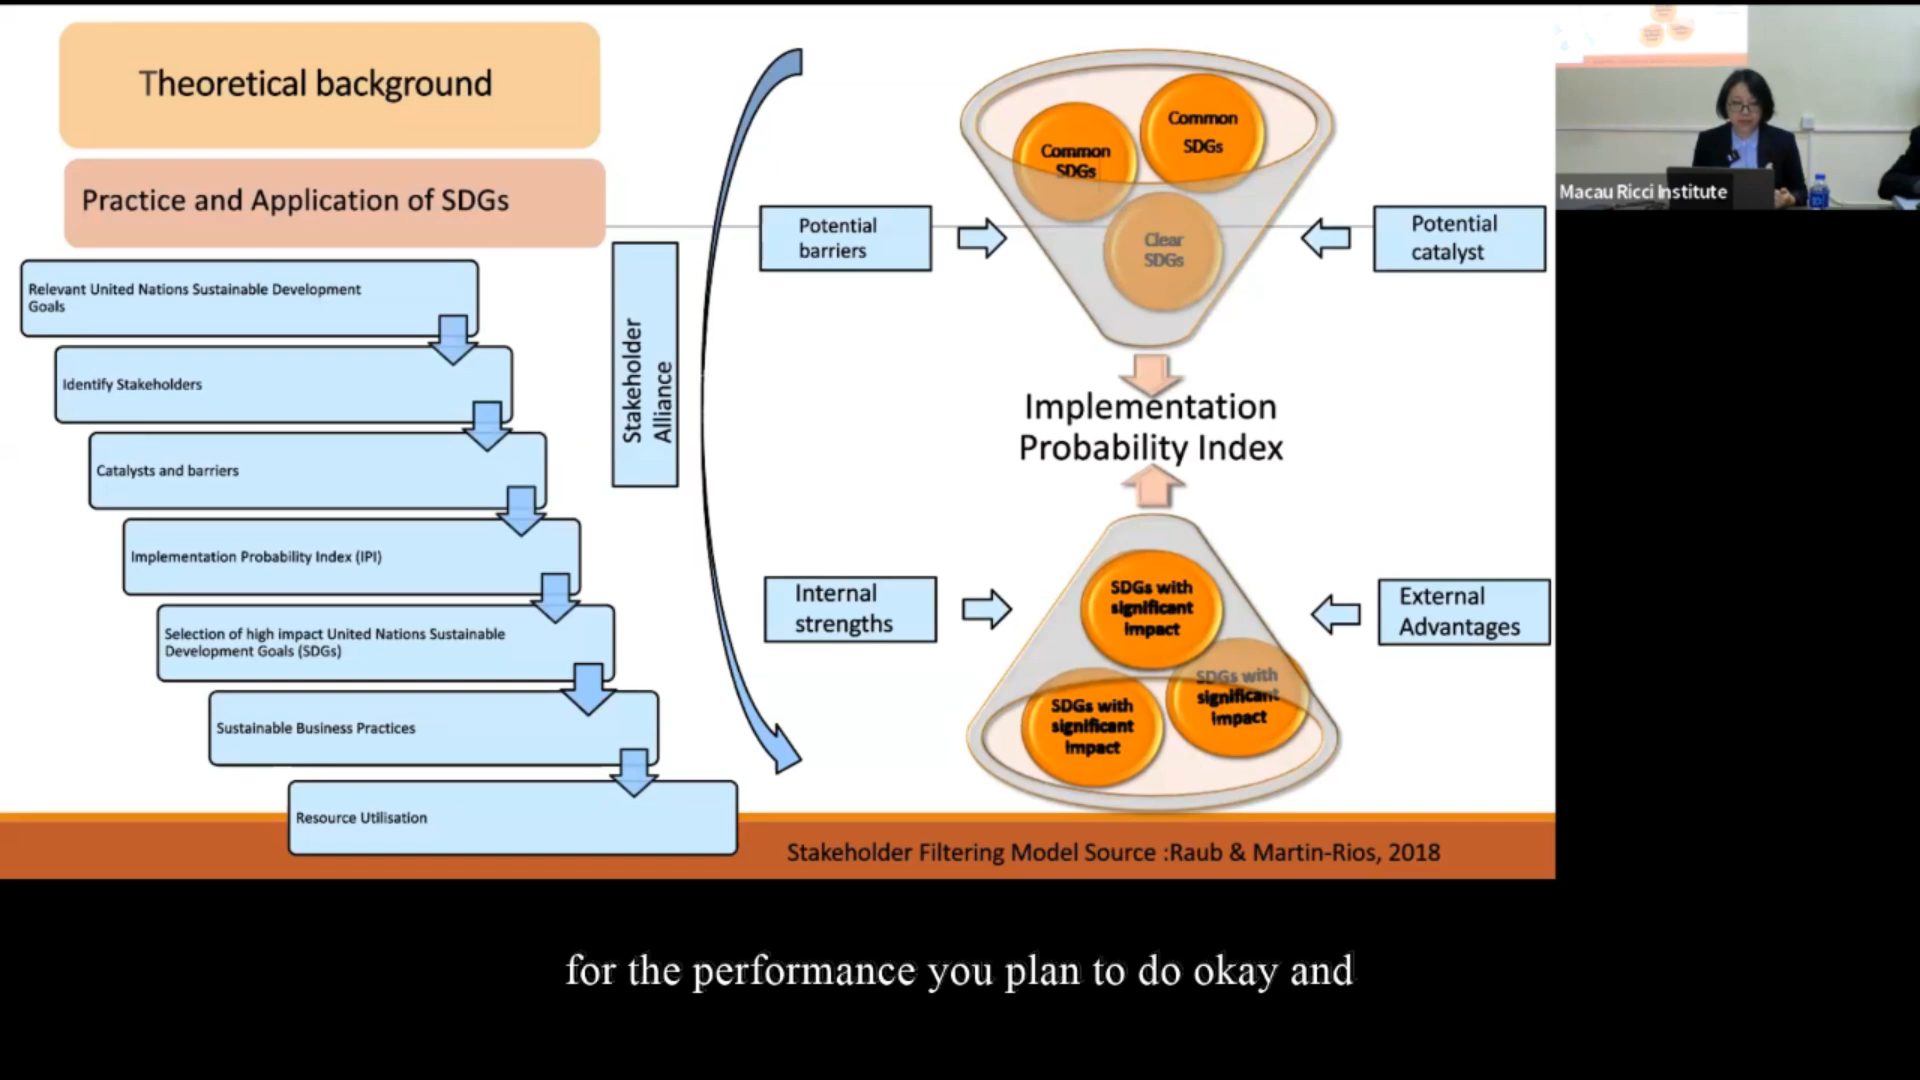 Theoretical background
Practice and Application of SDGs
Relevant United Nations Sustainable Development
Goals
Identify Stakeholders
Catalysts and barriers
Implementation Probability Index (IPI)
Selection of high impact United Nations Sustainable
Development Goals (SDGs)
Sustainable Business Practices
Resource Utilisation
Stakeholder
Alliance
Potential
barriers
Common
SDGs
Common
SDGs
Clear
SDGs
Potential
catalyst
Implementation
Probability Index
Internal
strengths
SDGs with
significant
impact
SDGs with
significant
impact
SDGs with
significant
impact
External
Advantages
Stakeholder Filtering Model Source :Raub & Martin-Rios, 2018
Macau Ricci Institute
for the performance you plan to do okay and